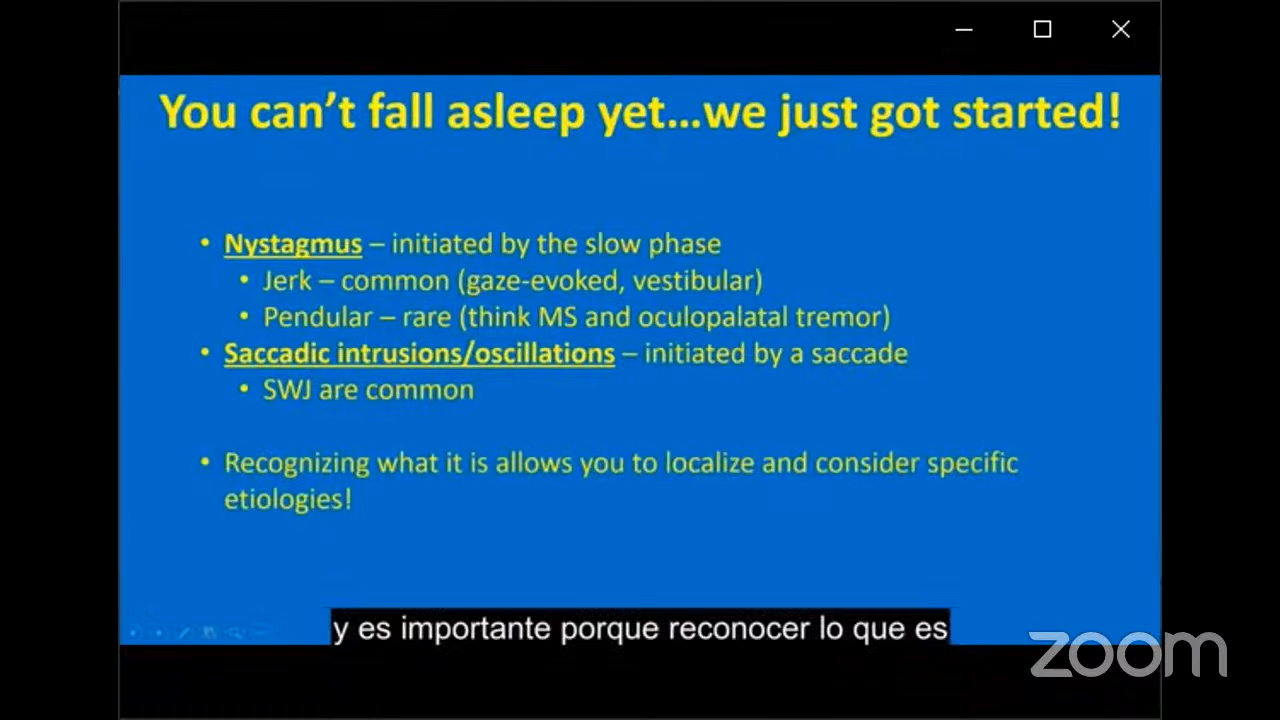 You can't fall asleep yet...we just got started!
• Nystagmus – initiated by the slow phase
• Jerk – common (gaze-evoked, vestibular)
• Pendular – rare (think MS and oculopalatal tremor)
• Saccadic intrusions/oscillations – initiated by a saccade
• SWJ are common
• Recognizing what it is allows you to localize and consider specific
etiologies!
y es importante porque reconocer lo que es
zoom